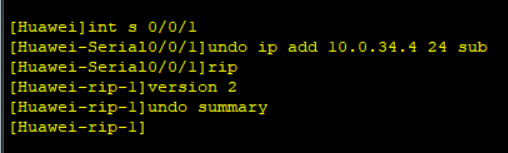 [Huawei]int s 0/0/1
[Huawei-Serial0/0/1]undo ip add 10.0.34.4 24 sub
[Huawei-Serial0/0/1]rip
[Huawei-rip-1]version 2
[Huawei-rip-1]undo summary
[Huawei-rip-1]